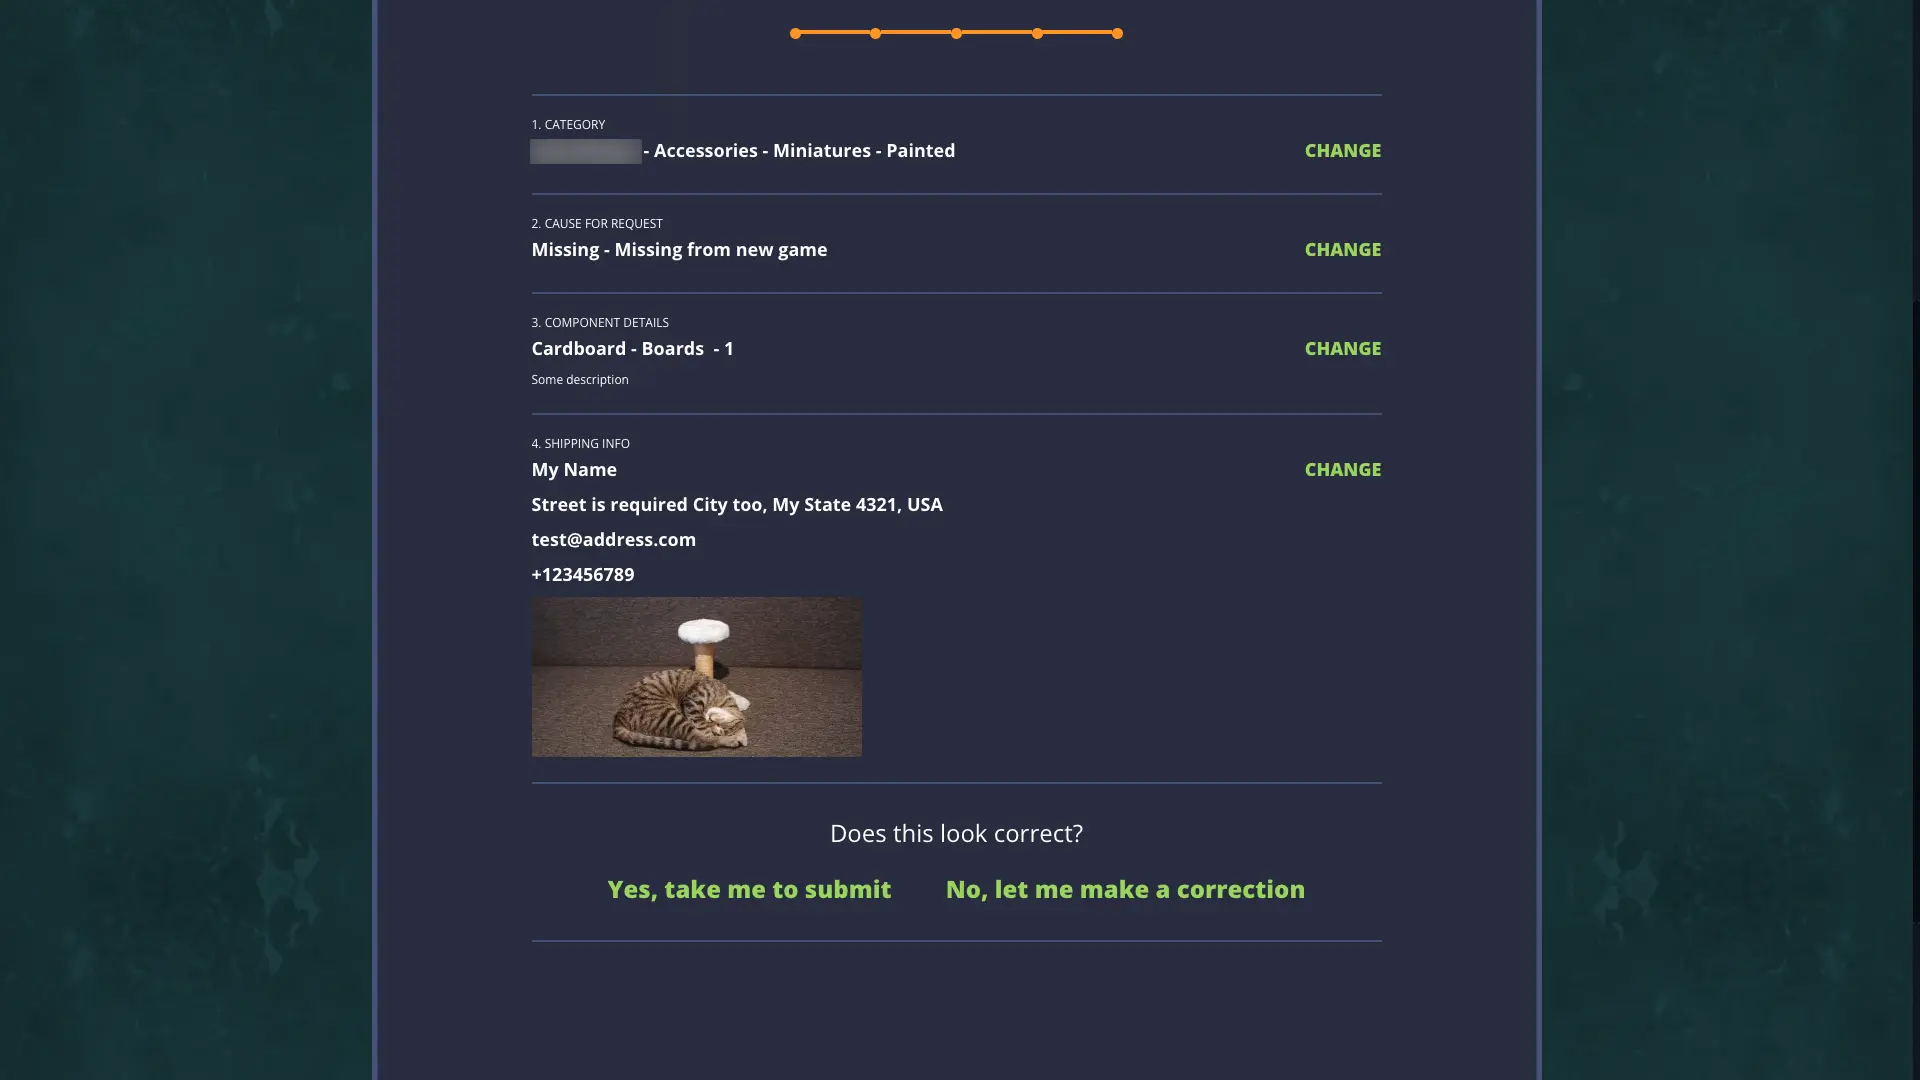 1. CATEGORY
- Accessories - Miniatures - Painted
CHANGE
2. CAUSE FOR REQUEST
Missing - Missing from new game
CHANGE
3. COMPONENT DETAILS
Cardboard - Boards  - 1
CHANGE
Some description
4. SHIPPING INFO
My Name
CHANGE
Street is required City too, My State 4321, USA
test@address.com
+123456789
Does this look correct?
Yes, take me to submit
No, let me make a correction